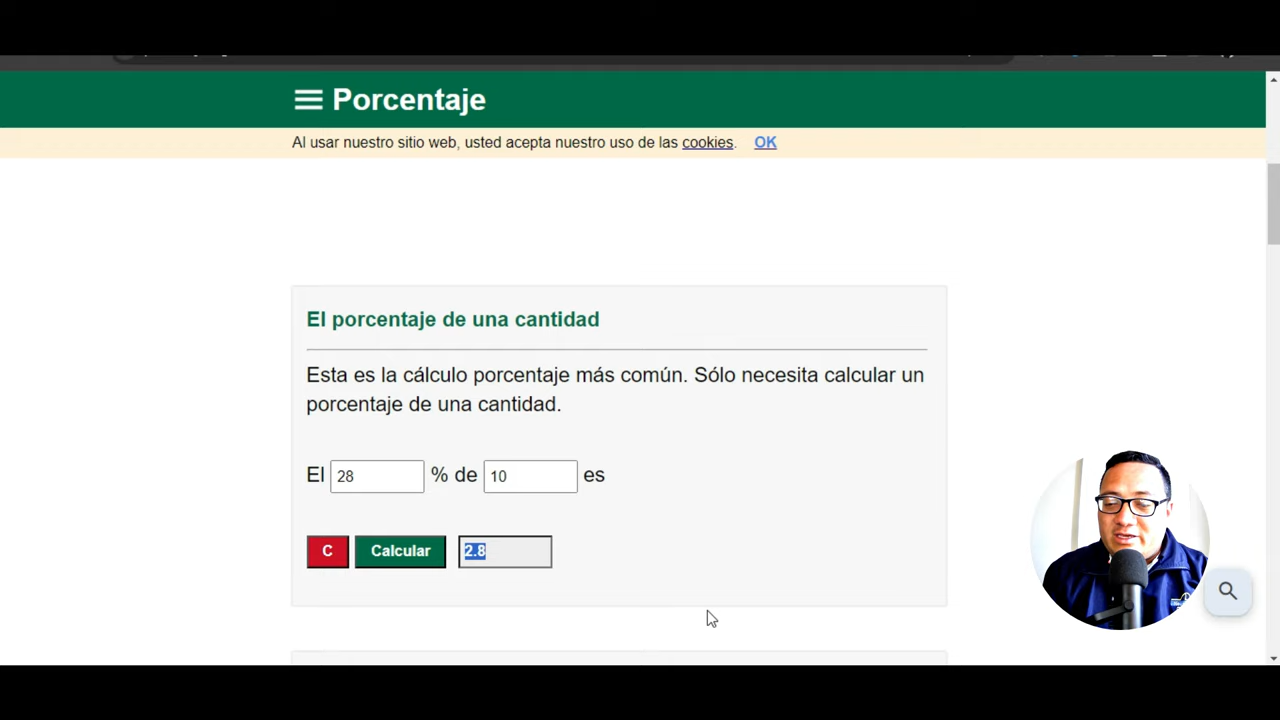 Porcentaje
Al usar nuestro sitio web, usted acepta nuestro uso de las cookies. OK
El porcentaje de una cantidad
Esta es la cálculo porcentaje más común. Sólo necesita calcular un
porcentaje de una cantidad.
El 28 % de 10 es
C Calcular 2.8